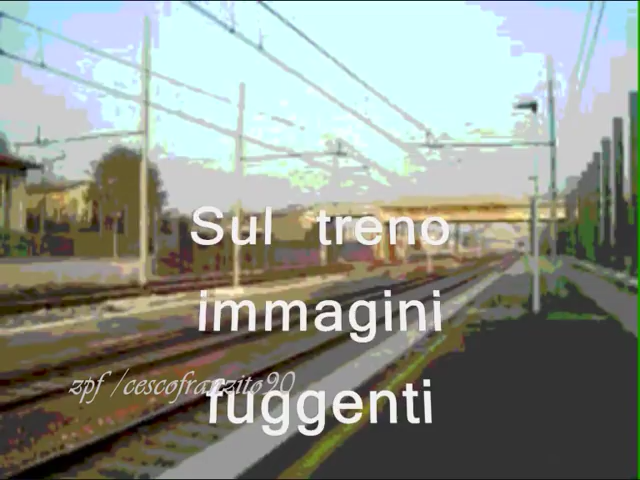 Sul treno
immagini
zpf /cescofranzito90
fuggenti